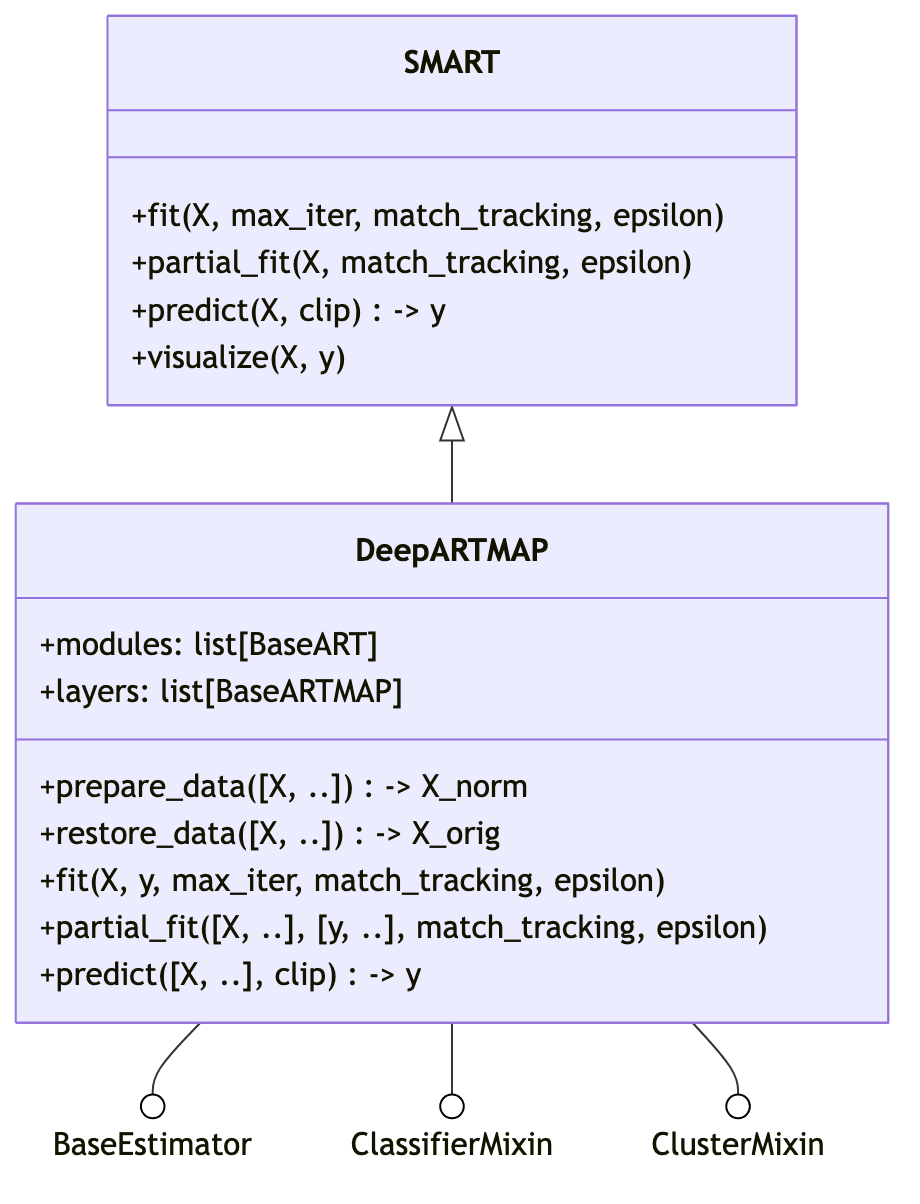 SMART
+fit(X, max_iter, match_tracking, epsilon)
+partial_fit(X, match_tracking, epsilon)
+predict(X, clip) : -> y
+visualize(X, y)
DeepARTMAP
+modules: list[BaseART]
+layers: list[BaseARTMAP]
+prepare_data([X, ..]) : -> X_norm
+restore_data([X, ..]) : -> X_orig
+fit(X, y, max_iter, match_tracking, epsilon)
+partial_fit([X, ..], [y, ..], match_tracking, epsilon)
+predict([X, ..], clip) : -> y
BaseEstimator ClassifierMixin ClusterMixin